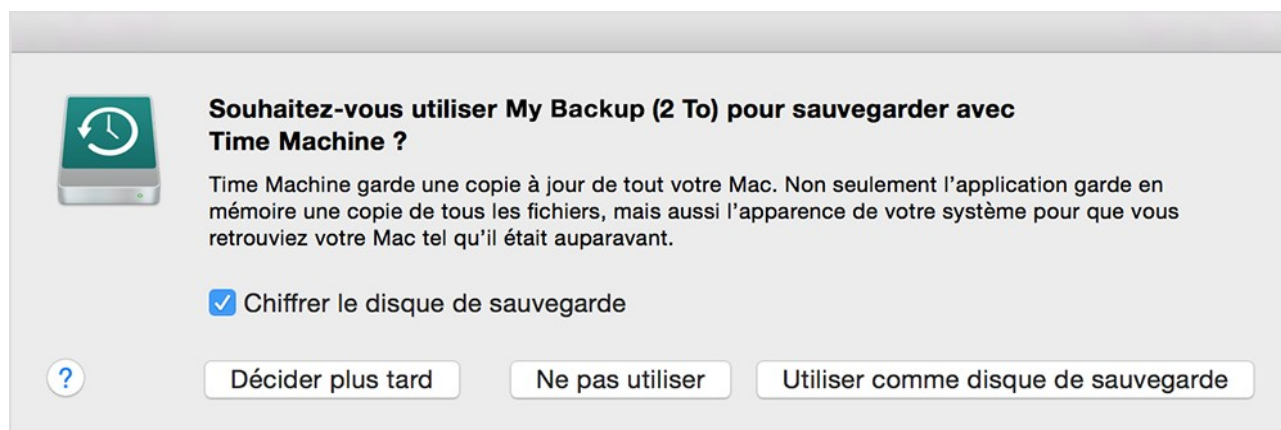 Souhaitez-vous utiliser My Backup (2 To) pour sauvegarder avec
Time Machine ?
Time Machine garde une copie à jour de tout votre Mac. Non seulement l’application garde en
mémoire une copie de tous les fichiers, mais aussi l’apparence de votre système pour que vous
retrouviez votre Mac tel qu’il était auparavant.
Chiffrer le disque de sauvegarde
? Décider plus tard Ne pas utiliser Utiliser comme disque de sauvegarde